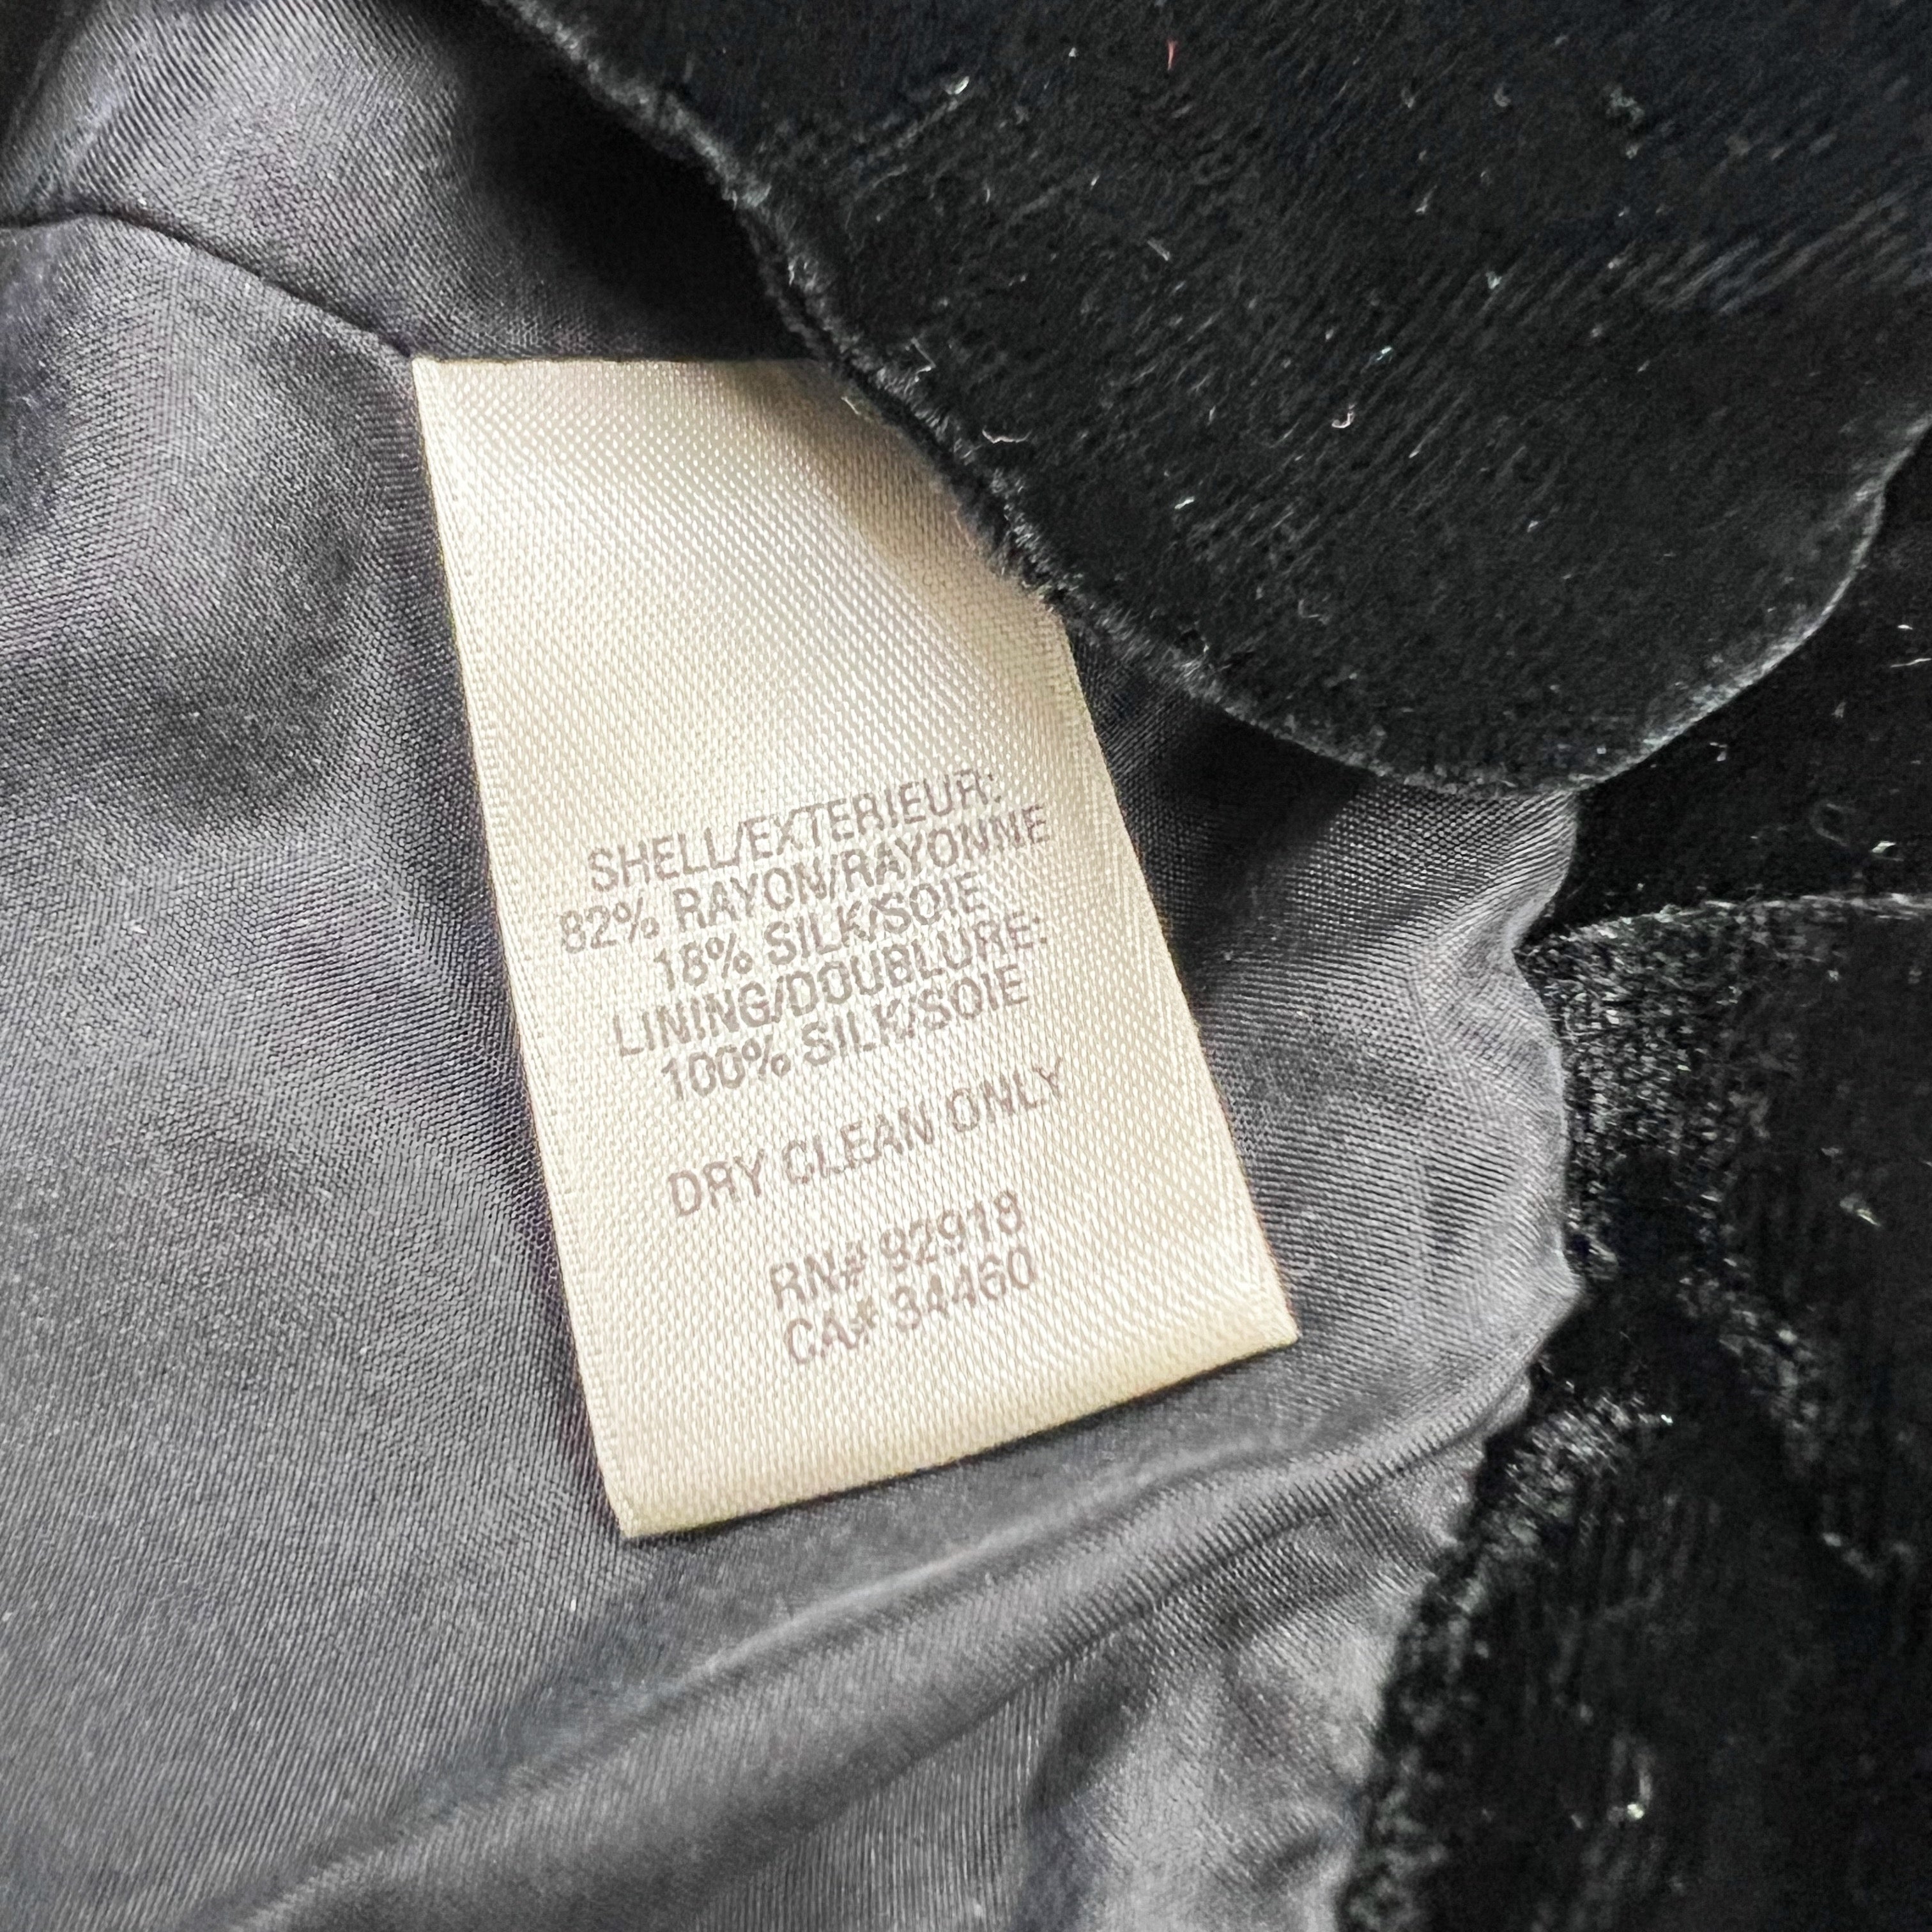 SHELL/EXTERIEUR:
82% RAYON/RAYONNE
18% SILK/SOIE
LINING/DOUBLURE:
100% SILK/SOIE
DRY CLEAN ONLY
RN# 92918
CA# 34460